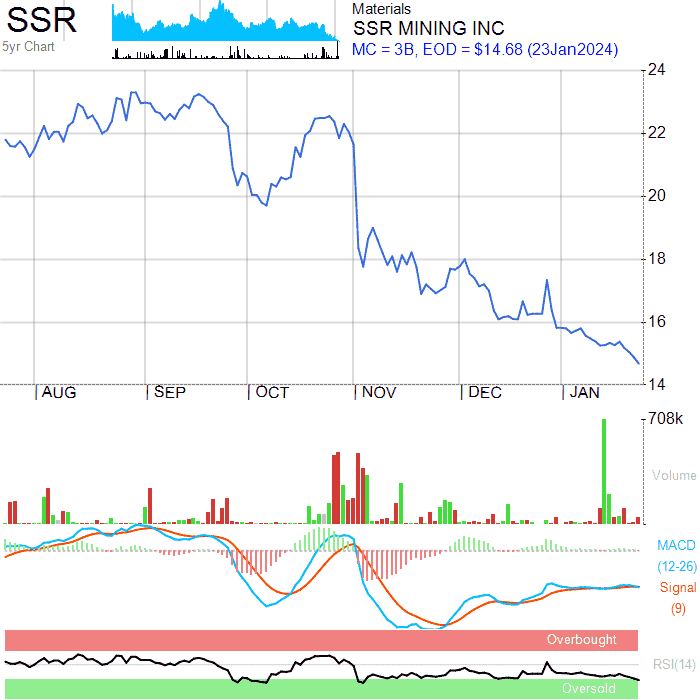 SSR
5yr Chart
Materials
SSR MINING INC
MC = 3B, EOD = $14.68 (23Jan2024)
24
22
20
18
16
14
AUG SEP OCT NOV DEC JAN
708k
Volume
MACD
(12-26)
Signal
(9)
Overbought
RSI(14)
Oversold